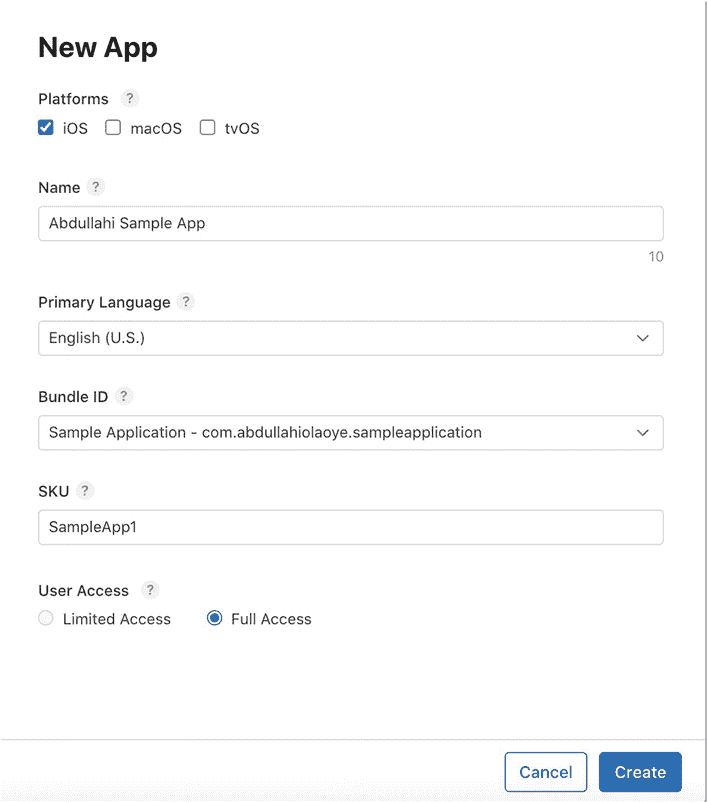 New App
Platforms ?
iOS macOS tvOS
Name ?
Abdullahi Sample App
10
Primary Language ?
English (U.S.)
Bundle ID ?
Sample Application - com.abdullahiolaoye.sampleapplication
SKU ?
SampleApp1
User Access ?
Limited Access Full Access
Cancel Create